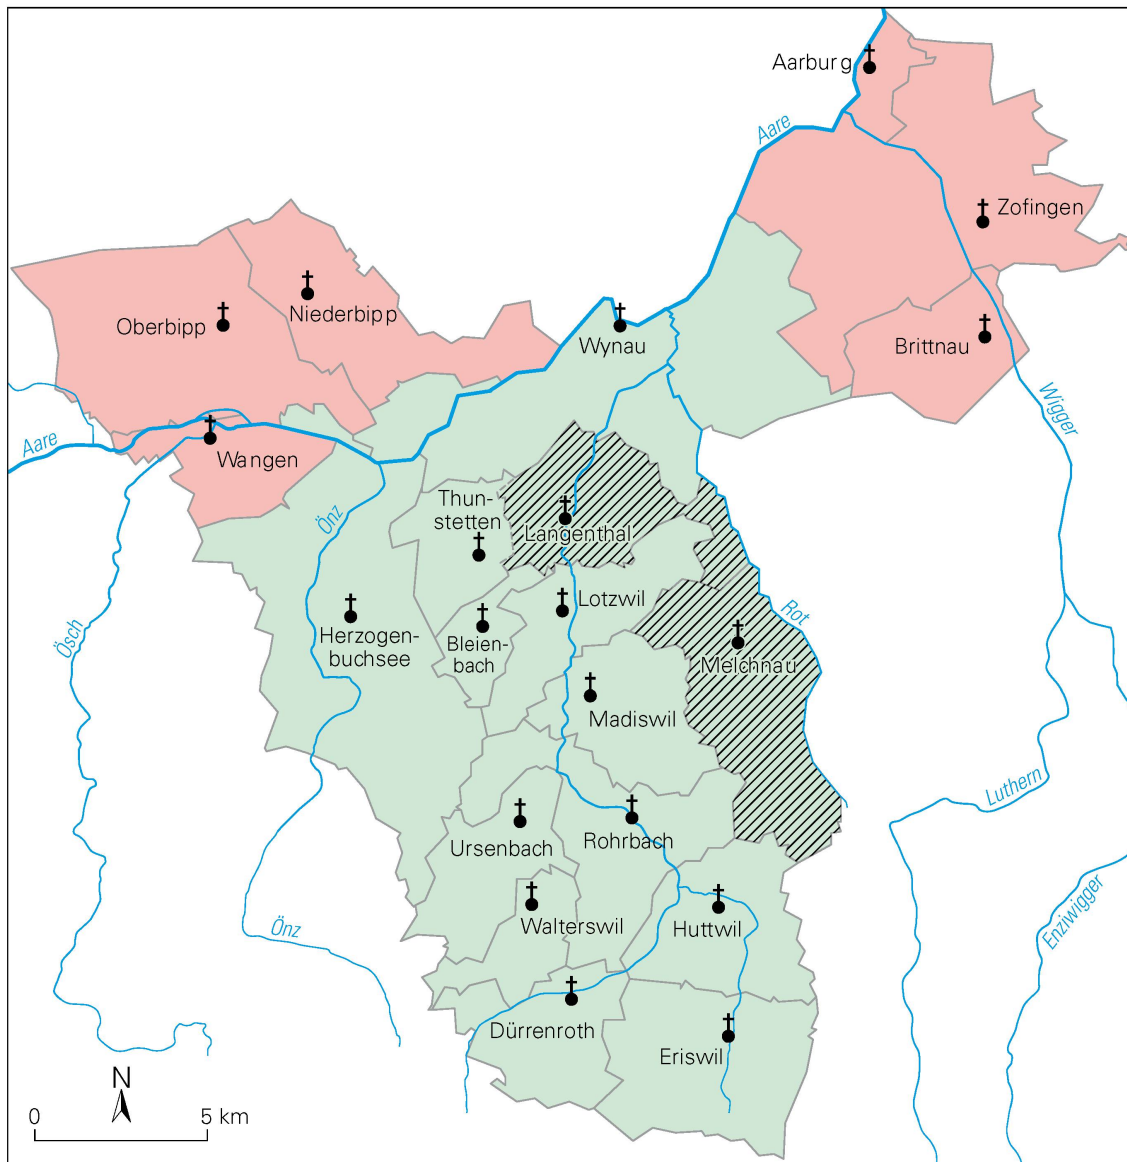 Aarburg
Aare
Zofingen
Niederbipp
Oberbipp
Wynau
Brittnau
Wigger
Aare
Wangen
Thun-
stetten
Önz
Langenthal
Lotzwil
Rot
Ösch
Herzogen-
buchsee
Bleien-
bach
Melchnau
Madiswil
Luthern
Ursenbach
Rohrbach
Enziwigger
Önz
Walterswil
Huttwil
Dürrenroth
Eriswil
N
0 5 km